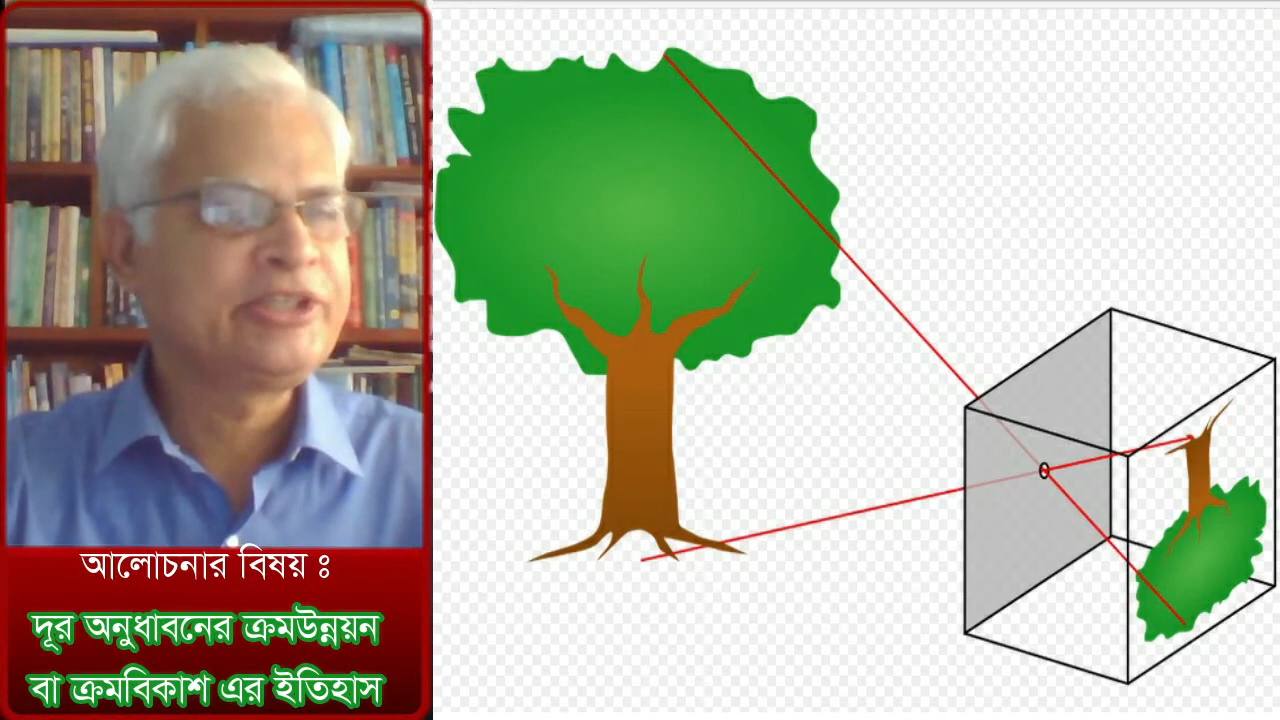 আলোচনার বিষয় ঃ
দূর অনুধাবনের ক্রমউন্নয়ন
বা ক্রমবিকাশ এর ইতিহাস